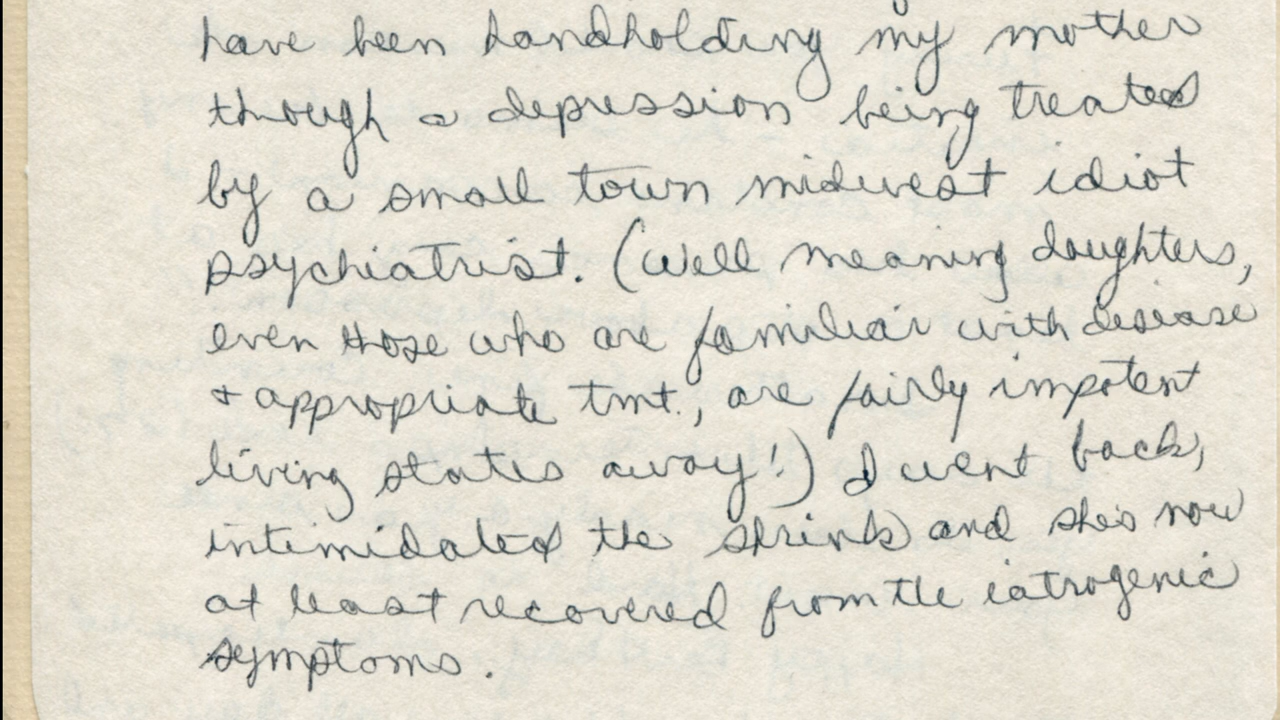 have been handholding my mother
though a depression being treated
by a small town midwest idiot
psychiatrist. (Well meaning daughters,
even those who are familiar with disease
+ appropriate tmt., are fairly impotent
living states away!) I went back,
intimidated the shrink and she's now
at least recovered from the iatrogenic
symptoms.